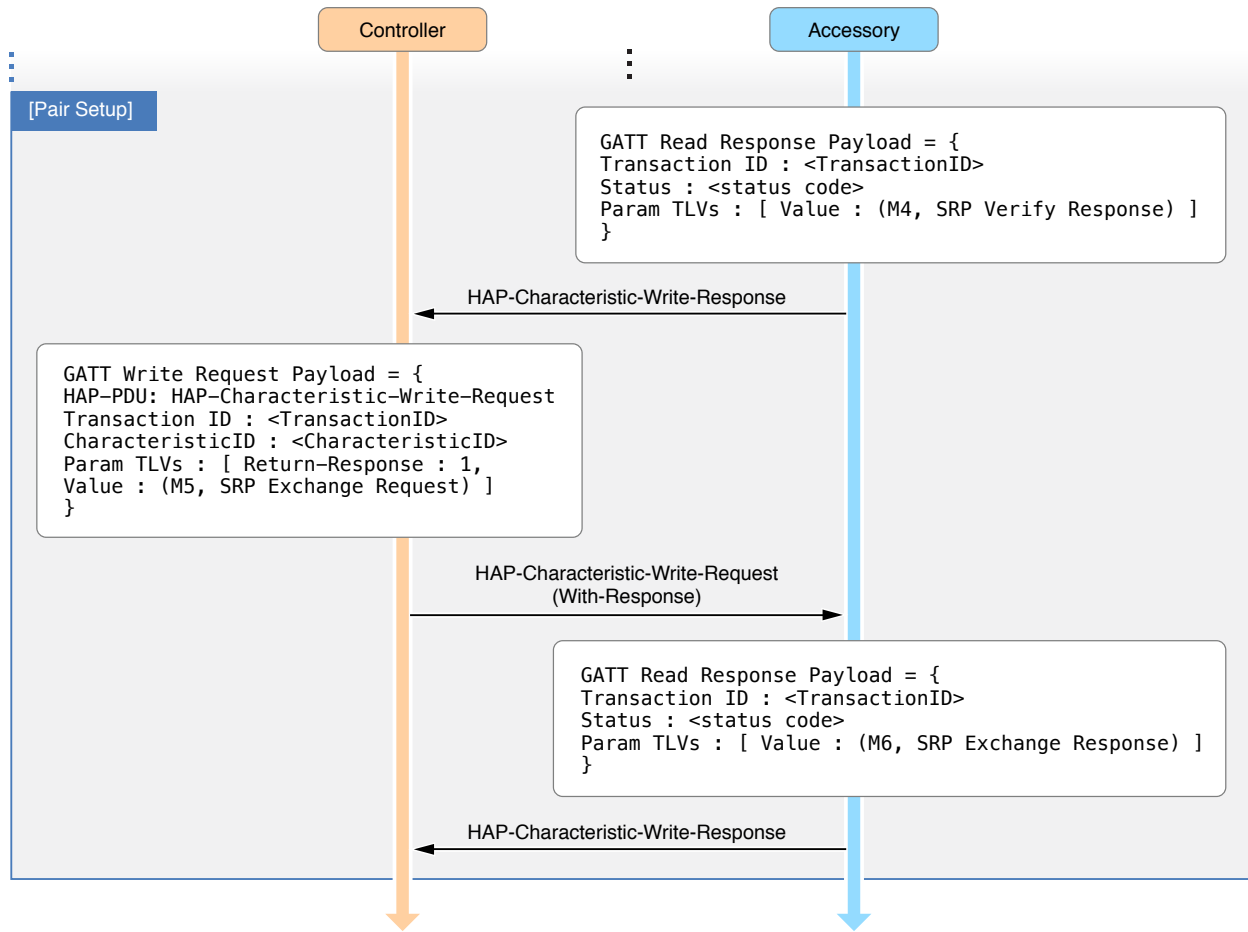 Controller
Accessory
[Pair Setup]
GATT Read Response Payload = {
Transaction ID : <TransactionID>
Status : <status code>
Param TLVs : [ Value : (M4, SRP Verify Response) ]
}
HAP-Characteristic-Write-Response
GATT Write Request Payload = {
HAP-PDU: HAP-Characteristic-Write-Request
Transaction ID : <TransactionID>
CharacteristicID : <CharacteristicID>
Param TLVs : [ Return-Response : 1,
Value : (M5, SRP Exchange Request) ]
}
HAP-Characteristic-Write-Request
(With-Response)
GATT Read Response Payload = {
Transaction ID : <TransactionID>
Status : <status code>
Param TLVs : [ Value : (M6, SRP Exchange Response) ]
}
HAP-Characteristic-Write-Response